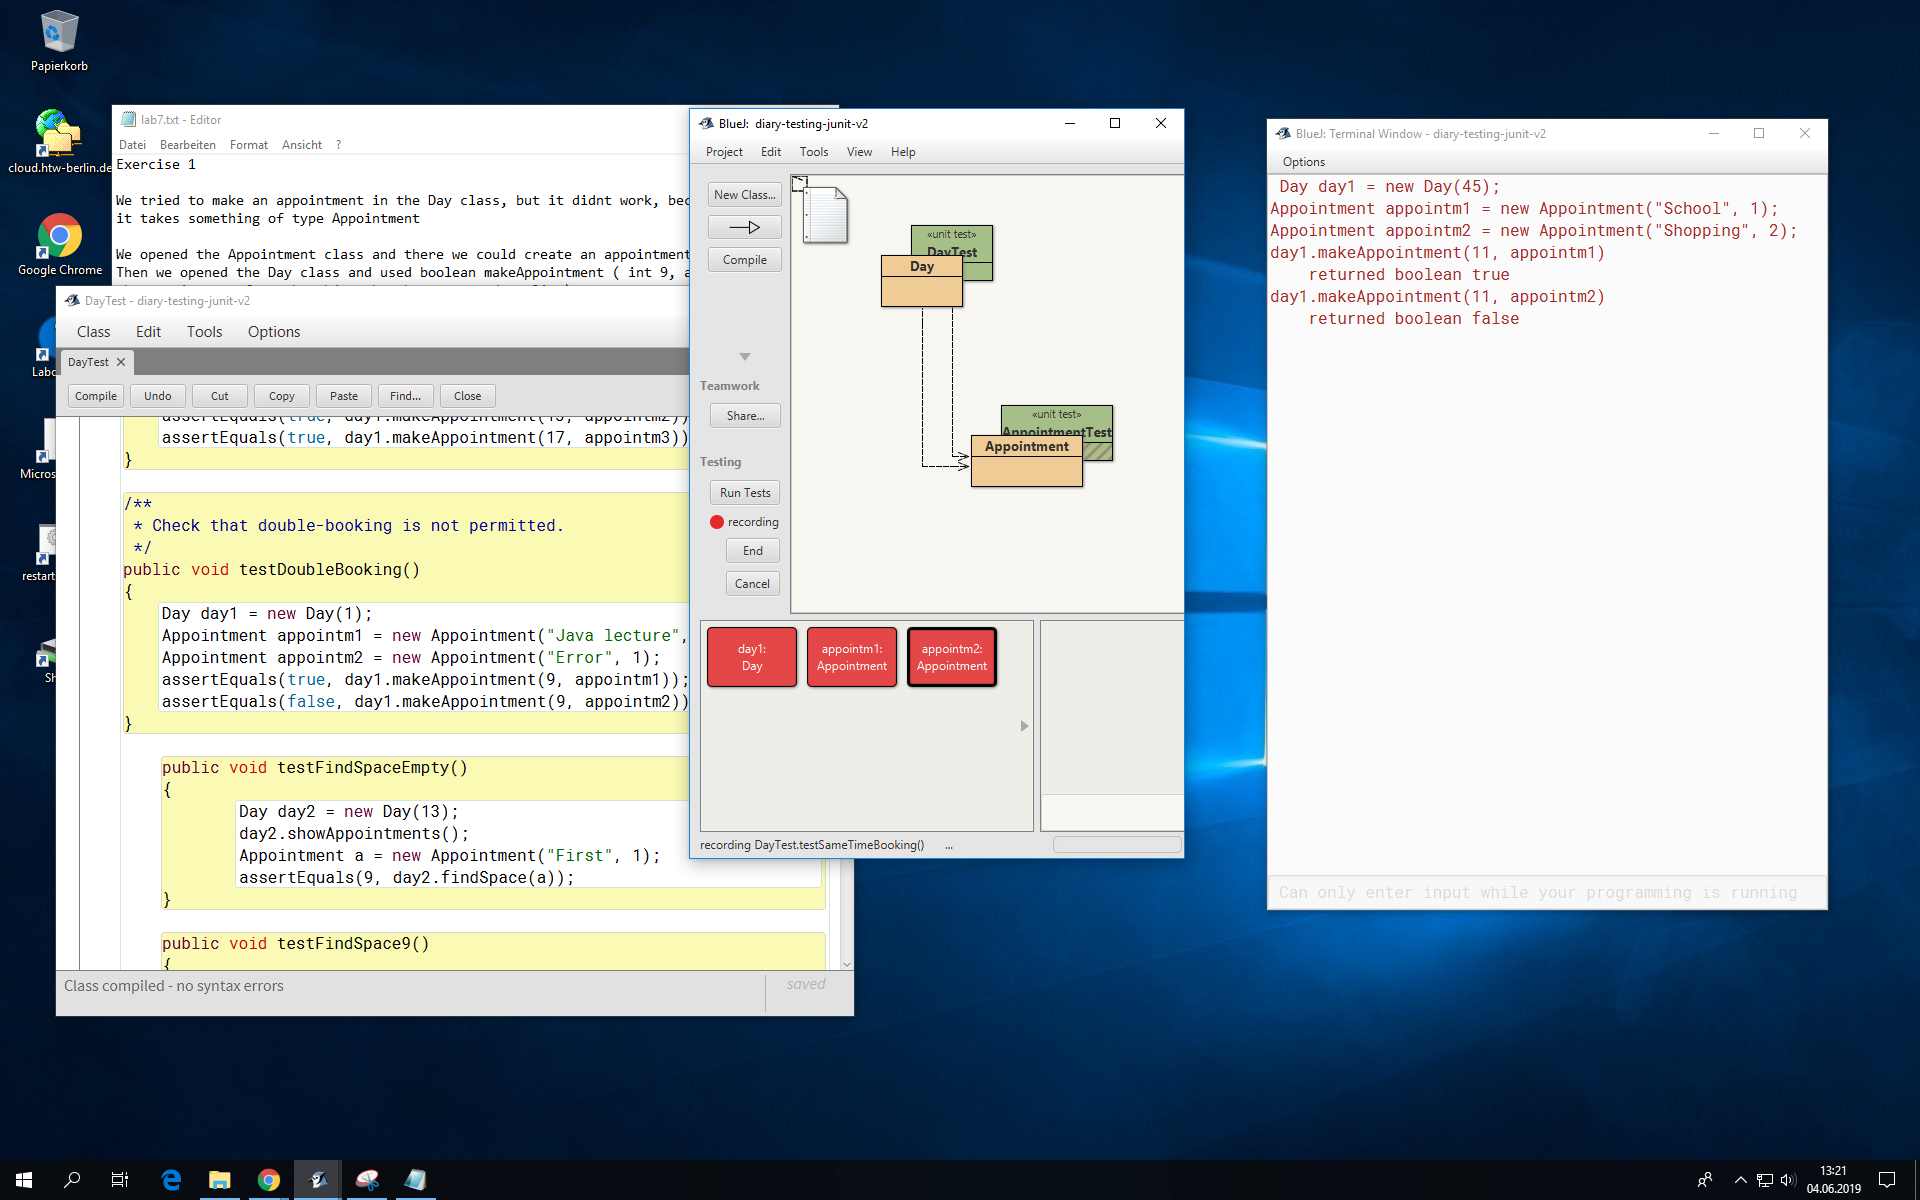 Papierkorb
cloud.htw-berlin.de
Google Chrome
lab7.txt - Editor
Datei Bearbeiten Format Ansicht ?
Exercise 1
We tried to make an appointment in the Day class, but it didnt work, bec
it takes something of type Appointment
We opened the Appointment class and there we could create an appointment
Then we opened the Day class and used boolean makeAppointment ( int 9, a
DayTest - diary-testing-junit-v2
Class Edit Tools Options
DayTest
Compile Undo Cut Copy Paste Find... Close
assertEquals(true, day1.makeAppointment(13, appointm2))
assertEquals(true, day1.makeAppointment(17, appointm3))
}
/**
* Check that double-booking is not permitted.
*/
public void testDoubleBooking()
{
Day day1 = new Day(1);
Appointment appointm1 = new Appointment("Java lecture",
Appointment appointm2 = new Appointment("Error", 1);
assertEquals(true, day1.makeAppointment(9, appointm1));
assertEquals(false, day1.makeAppointment(9, appointm2))
}
public void testFindSpaceEmpty()
{
Day day2 = new Day(13);
day2.showAppointments();
Appointment a = new Appointment("First", 1);
assertEquals(9, day2.findSpace(a));
}
public void testFindSpace9()
{
Class compiled - no syntax errors
saved
Labo
Micros
restart
Sh
BlueJ: diary-testing-junit-v2
Project Edit Tools View Help
New Class...
Compile
Teamwork
Share...
Testing
Run Tests
recording
End
Cancel
«unit test»
DayTest
Day
«unit test»
AppointmentTest
Appointment
day1:
Day
appointm1:
Appointment
appointm2:
Appointment
recording DayTest.testSameTimeBooking() ...
BlueJ: Terminal Window - diary-testing-junit-v2
Options
Day day1 = new Day(45);
Appointment appointm1 = new Appointment("School", 1);
Appointment appointm2 = new Appointment("Shopping", 2);
day1.makeAppointment(11, appointm1)
returned boolean true
day1.makeAppointment(11, appointm2)
returned boolean false
Can only enter input while your programming is running
13:21
04.06.2019